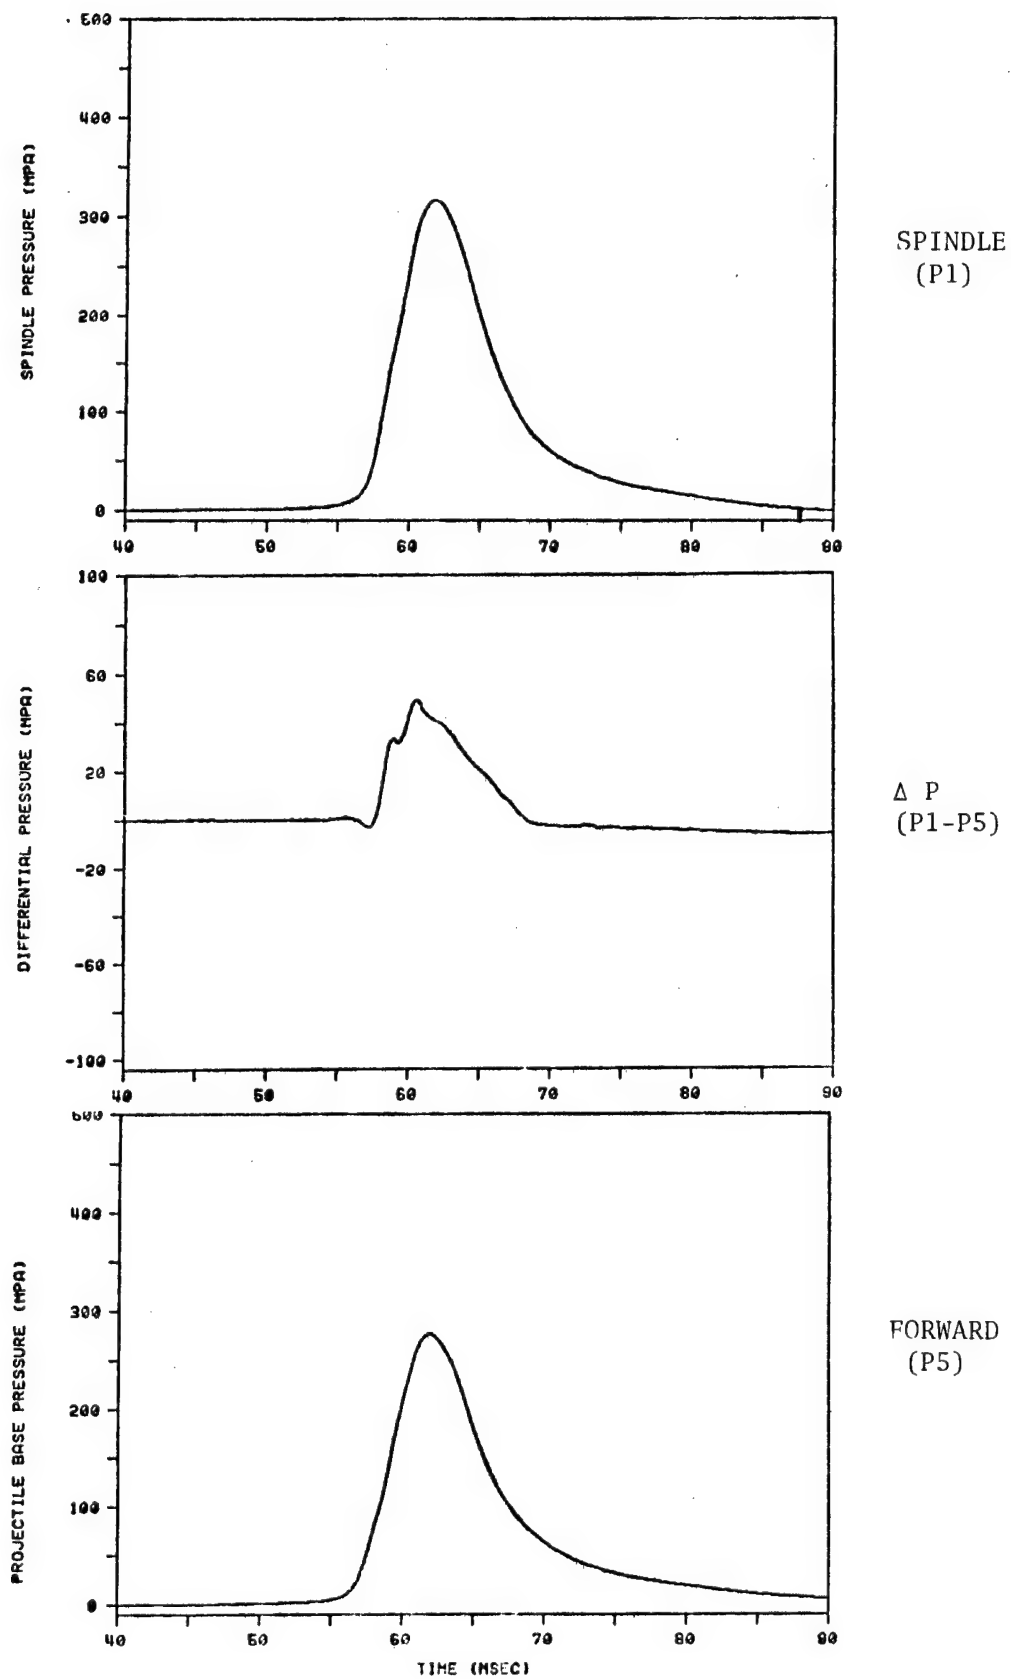 500
400
300
200
100
0
SPINDLE PRESSURE (MPA)
40 50 60 70 80 90
SPINDLE
(P1)
100
60
20
-20
-60
-100
DIFFERENTIAL PRESSURE (MPA)
40 50 60 70 80 90
Δ P
(P1-P5)
500
400
300
200
100
0
PROJECTILE BASE PRESSURE (MPA)
40 50 60 70 80 90
TIME (MSEC)
FORWARD
(P5)